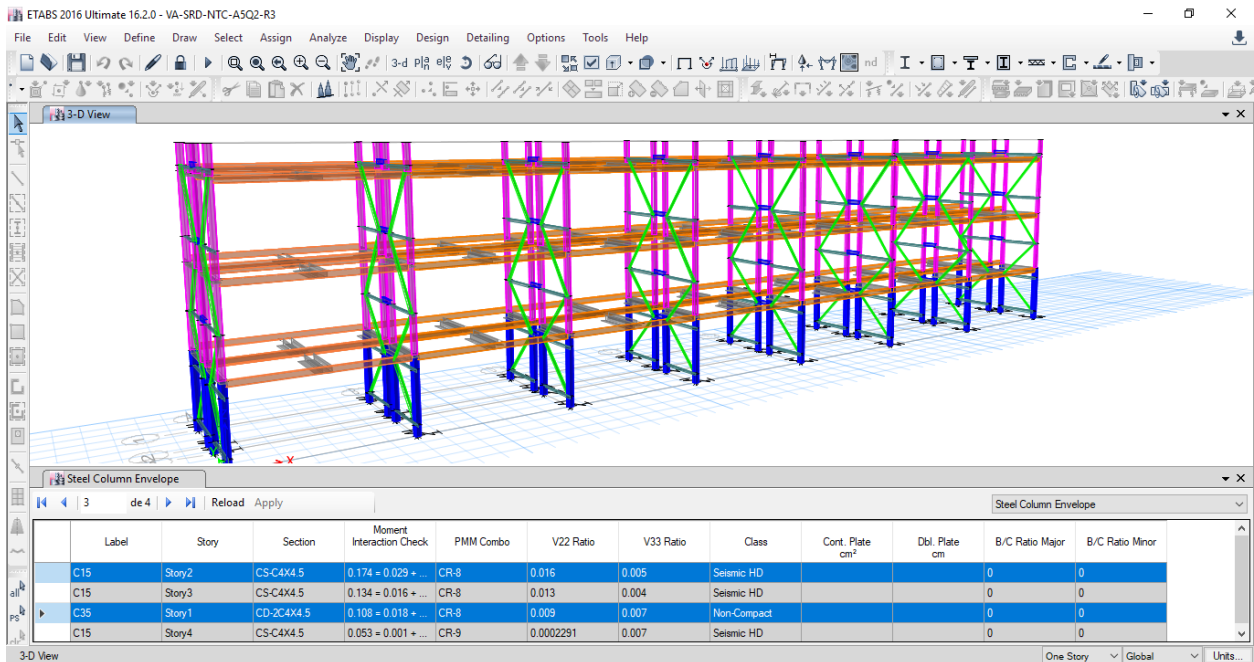 ETABS 2016 Ultimate 16.2.0 - VA-SRD-NTC-A5Q2-R3
File Edit View Define Draw Select Assign Analyze Display Design Detailing Options Tools Help
3-d nd
3-D View
X
Steel Column Envelope
3 de 4 Reload Apply Steel Column Envelope
Label Story Section Moment Interaction Check PMM Combo V22 Ratio V33 Ratio Class Cont. Plate cm² Dbl. Plate cm B/C Ratio Major B/C Ratio Minor
C15 Story2 CS-C4X4.5 0.174 = 0.029 + ... CR-8 0.016 0.005 Seismic HD 0 0
C15 Story3 CS-C4X4.5 0.134 = 0.016 + ... CR-8 0.013 0.004 Seismic HD 0 0
C35 Story1 CD-2C4X4.5 0.108 = 0.018 + ... CR-8 0.009 0.007 Non-Compact 0 0
C15 Story4 CS-C4X4.5 0.053 = 0.001 + ... CR-9 0.0002291 0.007 Seismic HD 0 0
all
PS
clr
3-D View One Story Global Units...